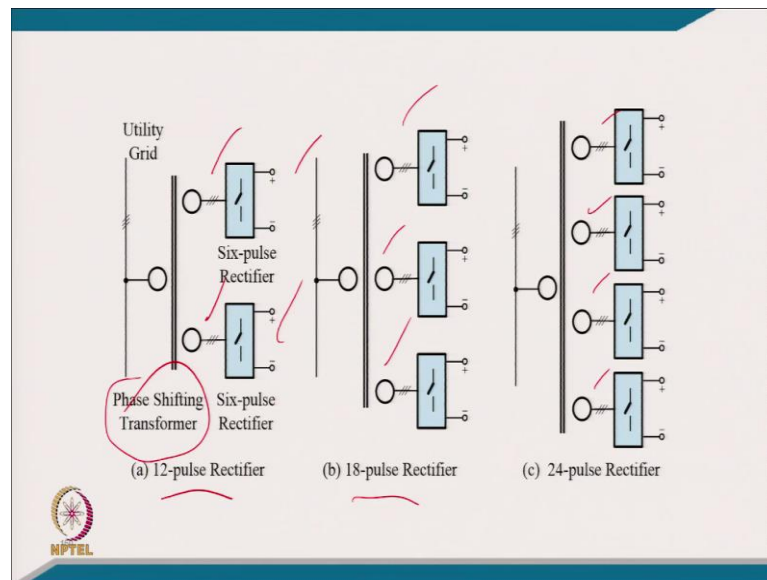 Utility
Grid
Six-pulse
Rectifier
Phase Shifting
Transformer
Six-pulse
Rectifier
(a) 12-pulse Rectifier
(b) 18-pulse Rectifier
(c) 24-pulse Rectifier
+
−
+
−
+
−
+
−
+
−
+
−
+
−
+
−
+
−
NPTEL